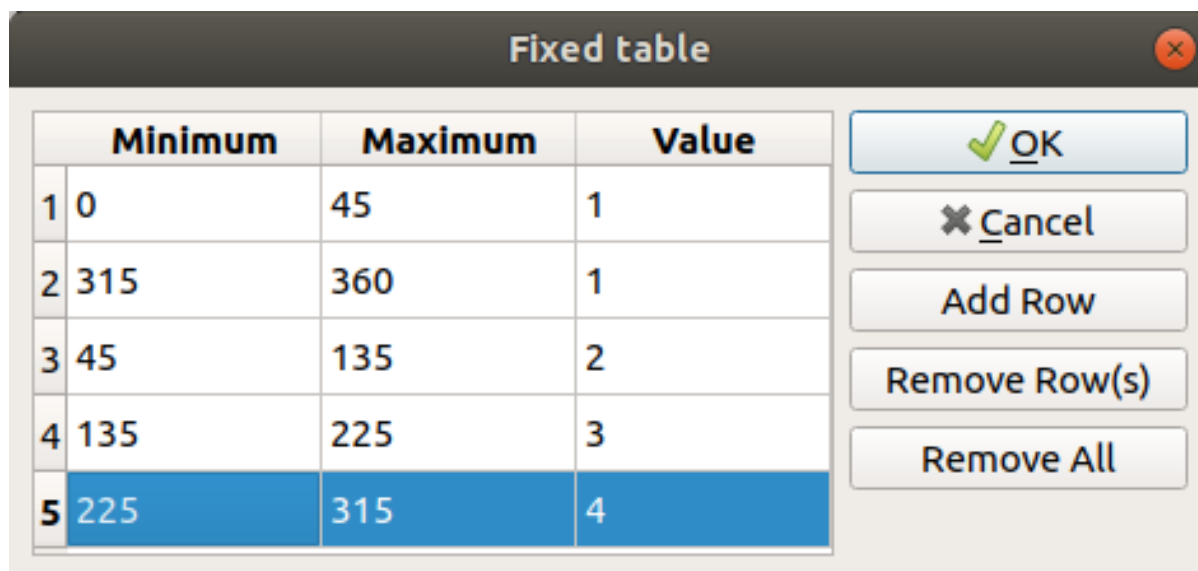 Fixed table
Minimum Maximum Value
1 0 45 1
2 315 360 1
3 45 135 2
4 135 225 3
5 225 315 4
OK
Cancel
Add Row
Remove Row(s)
Remove All